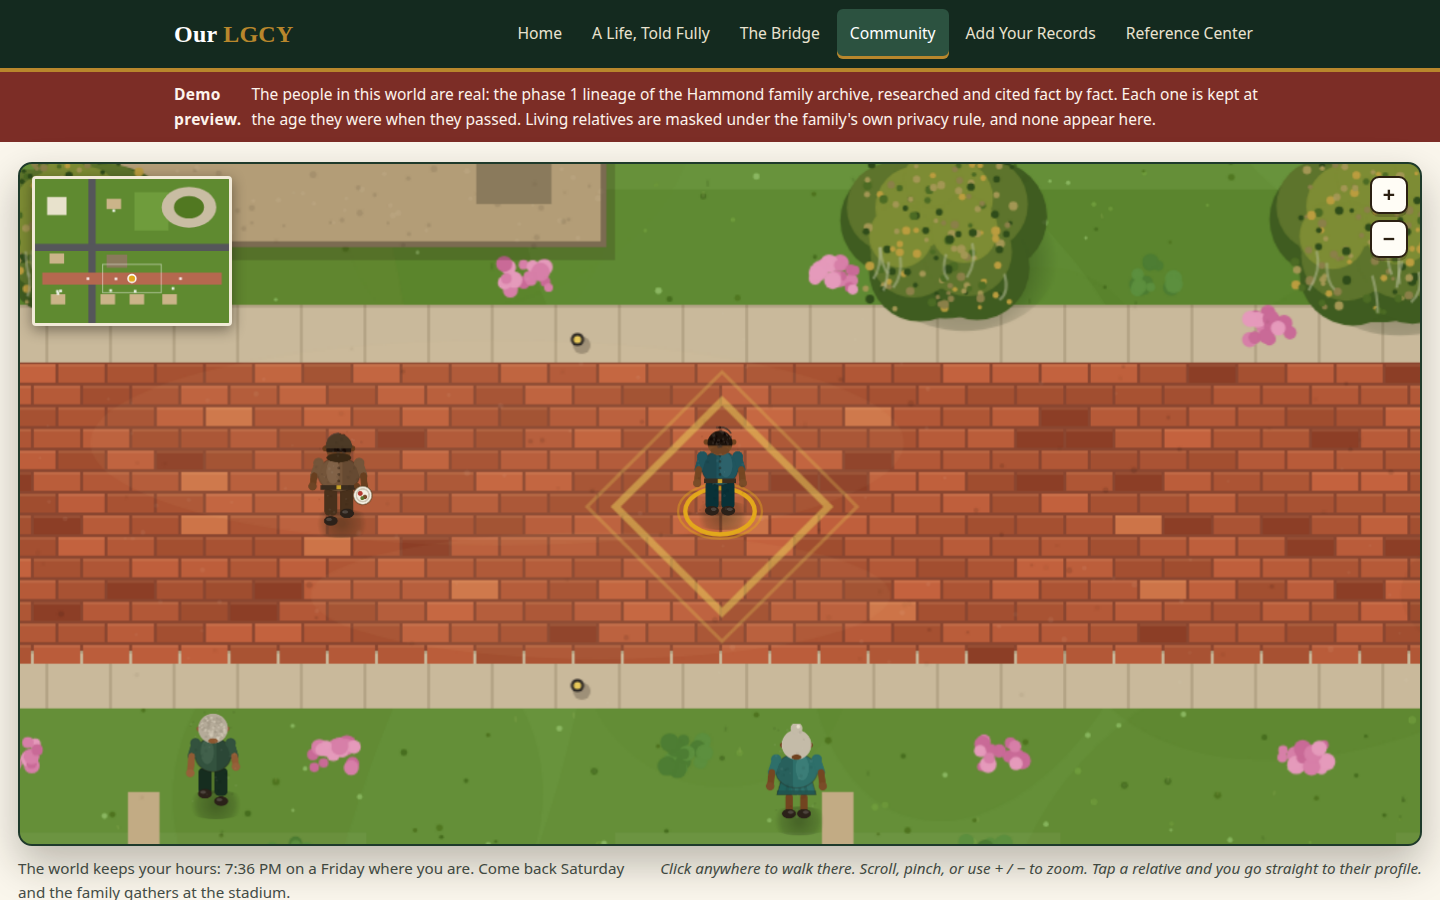 Our LGCY
Home
A Life, Told Fully
The Bridge
Community
Add Your Records
Reference Center
Demo preview.
The people in this world are real: the phase 1 lineage of the Hammond family archive, researched and cited fact by fact. Each one is kept at
the age they were when they passed. Living relatives are masked under the family's own privacy rule, and none appear here.
+
−
The world keeps your hours: 7:36 PM on a Friday where you are. Come back Saturday
and the family gathers at the stadium.
Click anywhere to walk there. Scroll, pinch, or use + / − to zoom. Tap a relative and you go straight to their profile.